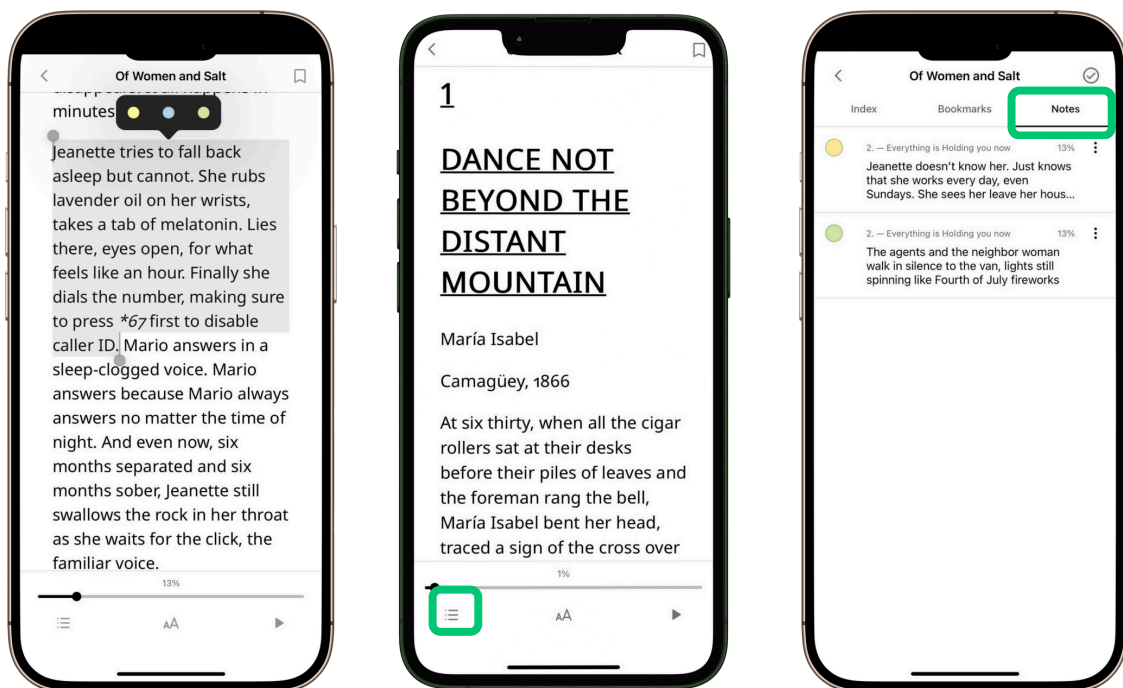 Of Women and Salt
minutes
Jeanette tries to fall back
asleep but cannot. She rubs
lavender oil on her wrists,
takes a tab of melatonin. Lies
there, eyes open, for what
feels like an hour. Finally she
dials the number, making sure
to press *67 first to disable
caller ID. Mario answers in a
sleep-clogged voice. Mario
answers because Mario always
answers no matter the time of
night. And even now, six
months separated and six
months sober, Jeanette still
swallows the rock in her throat
as she waits for the click, the
familiar voice.
13%
AA
1
DANCE NOT
BEYOND THE
DISTANT
MOUNTAIN
María Isabel
Camagüey, 1866
At six thirty, when all the cigar
rollers sat at their desks
before their piles of leaves and
the foreman rang the bell,
María Isabel bent her head,
traced a sign of the cross over
1%
AA
Of Women and Salt
Index Bookmarks Notes
2. — Everything is Holding you now 13%
Jeanette doesn't know her. Just knows
that she works every day, even
Sundays. She sees her leave her hous...
2. — Everything is Holding you now 13%
The agents and the neighbor woman
walk in silence to the van, lights still
spinning like Fourth of July fireworks